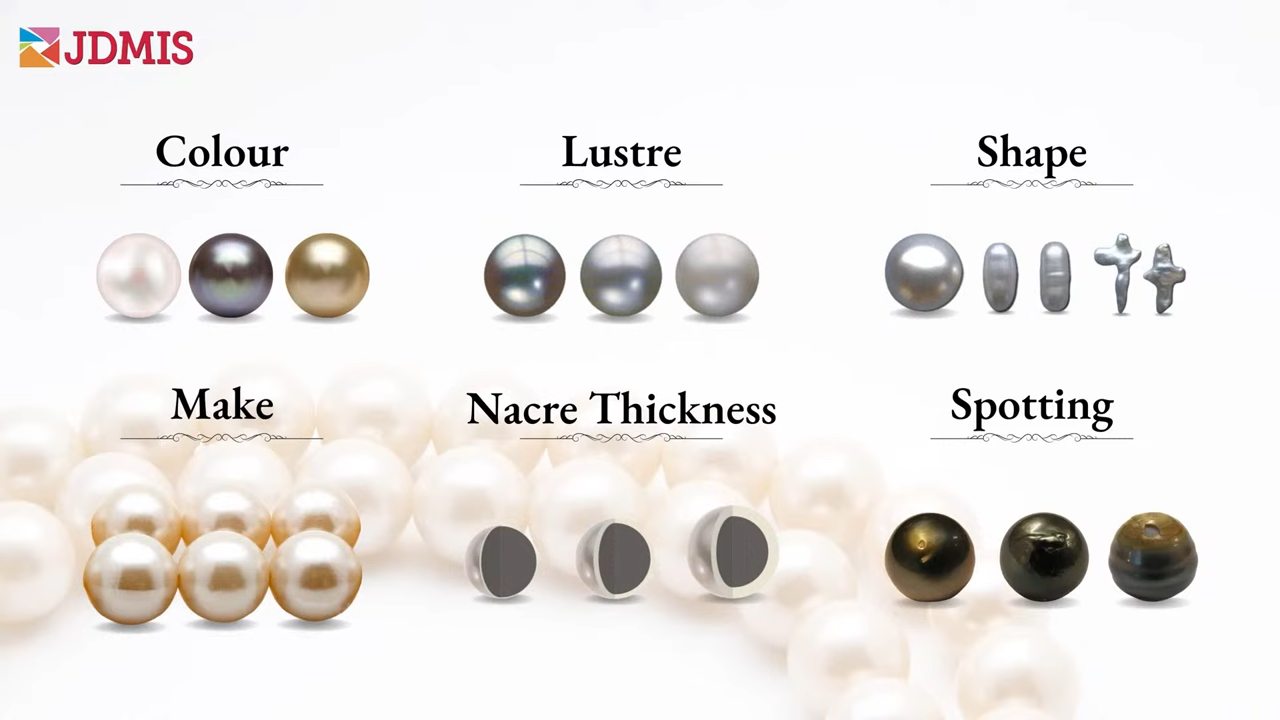 JDMIS
Colour
Lustre
Shape
Make
Nacre Thickness
Spotting